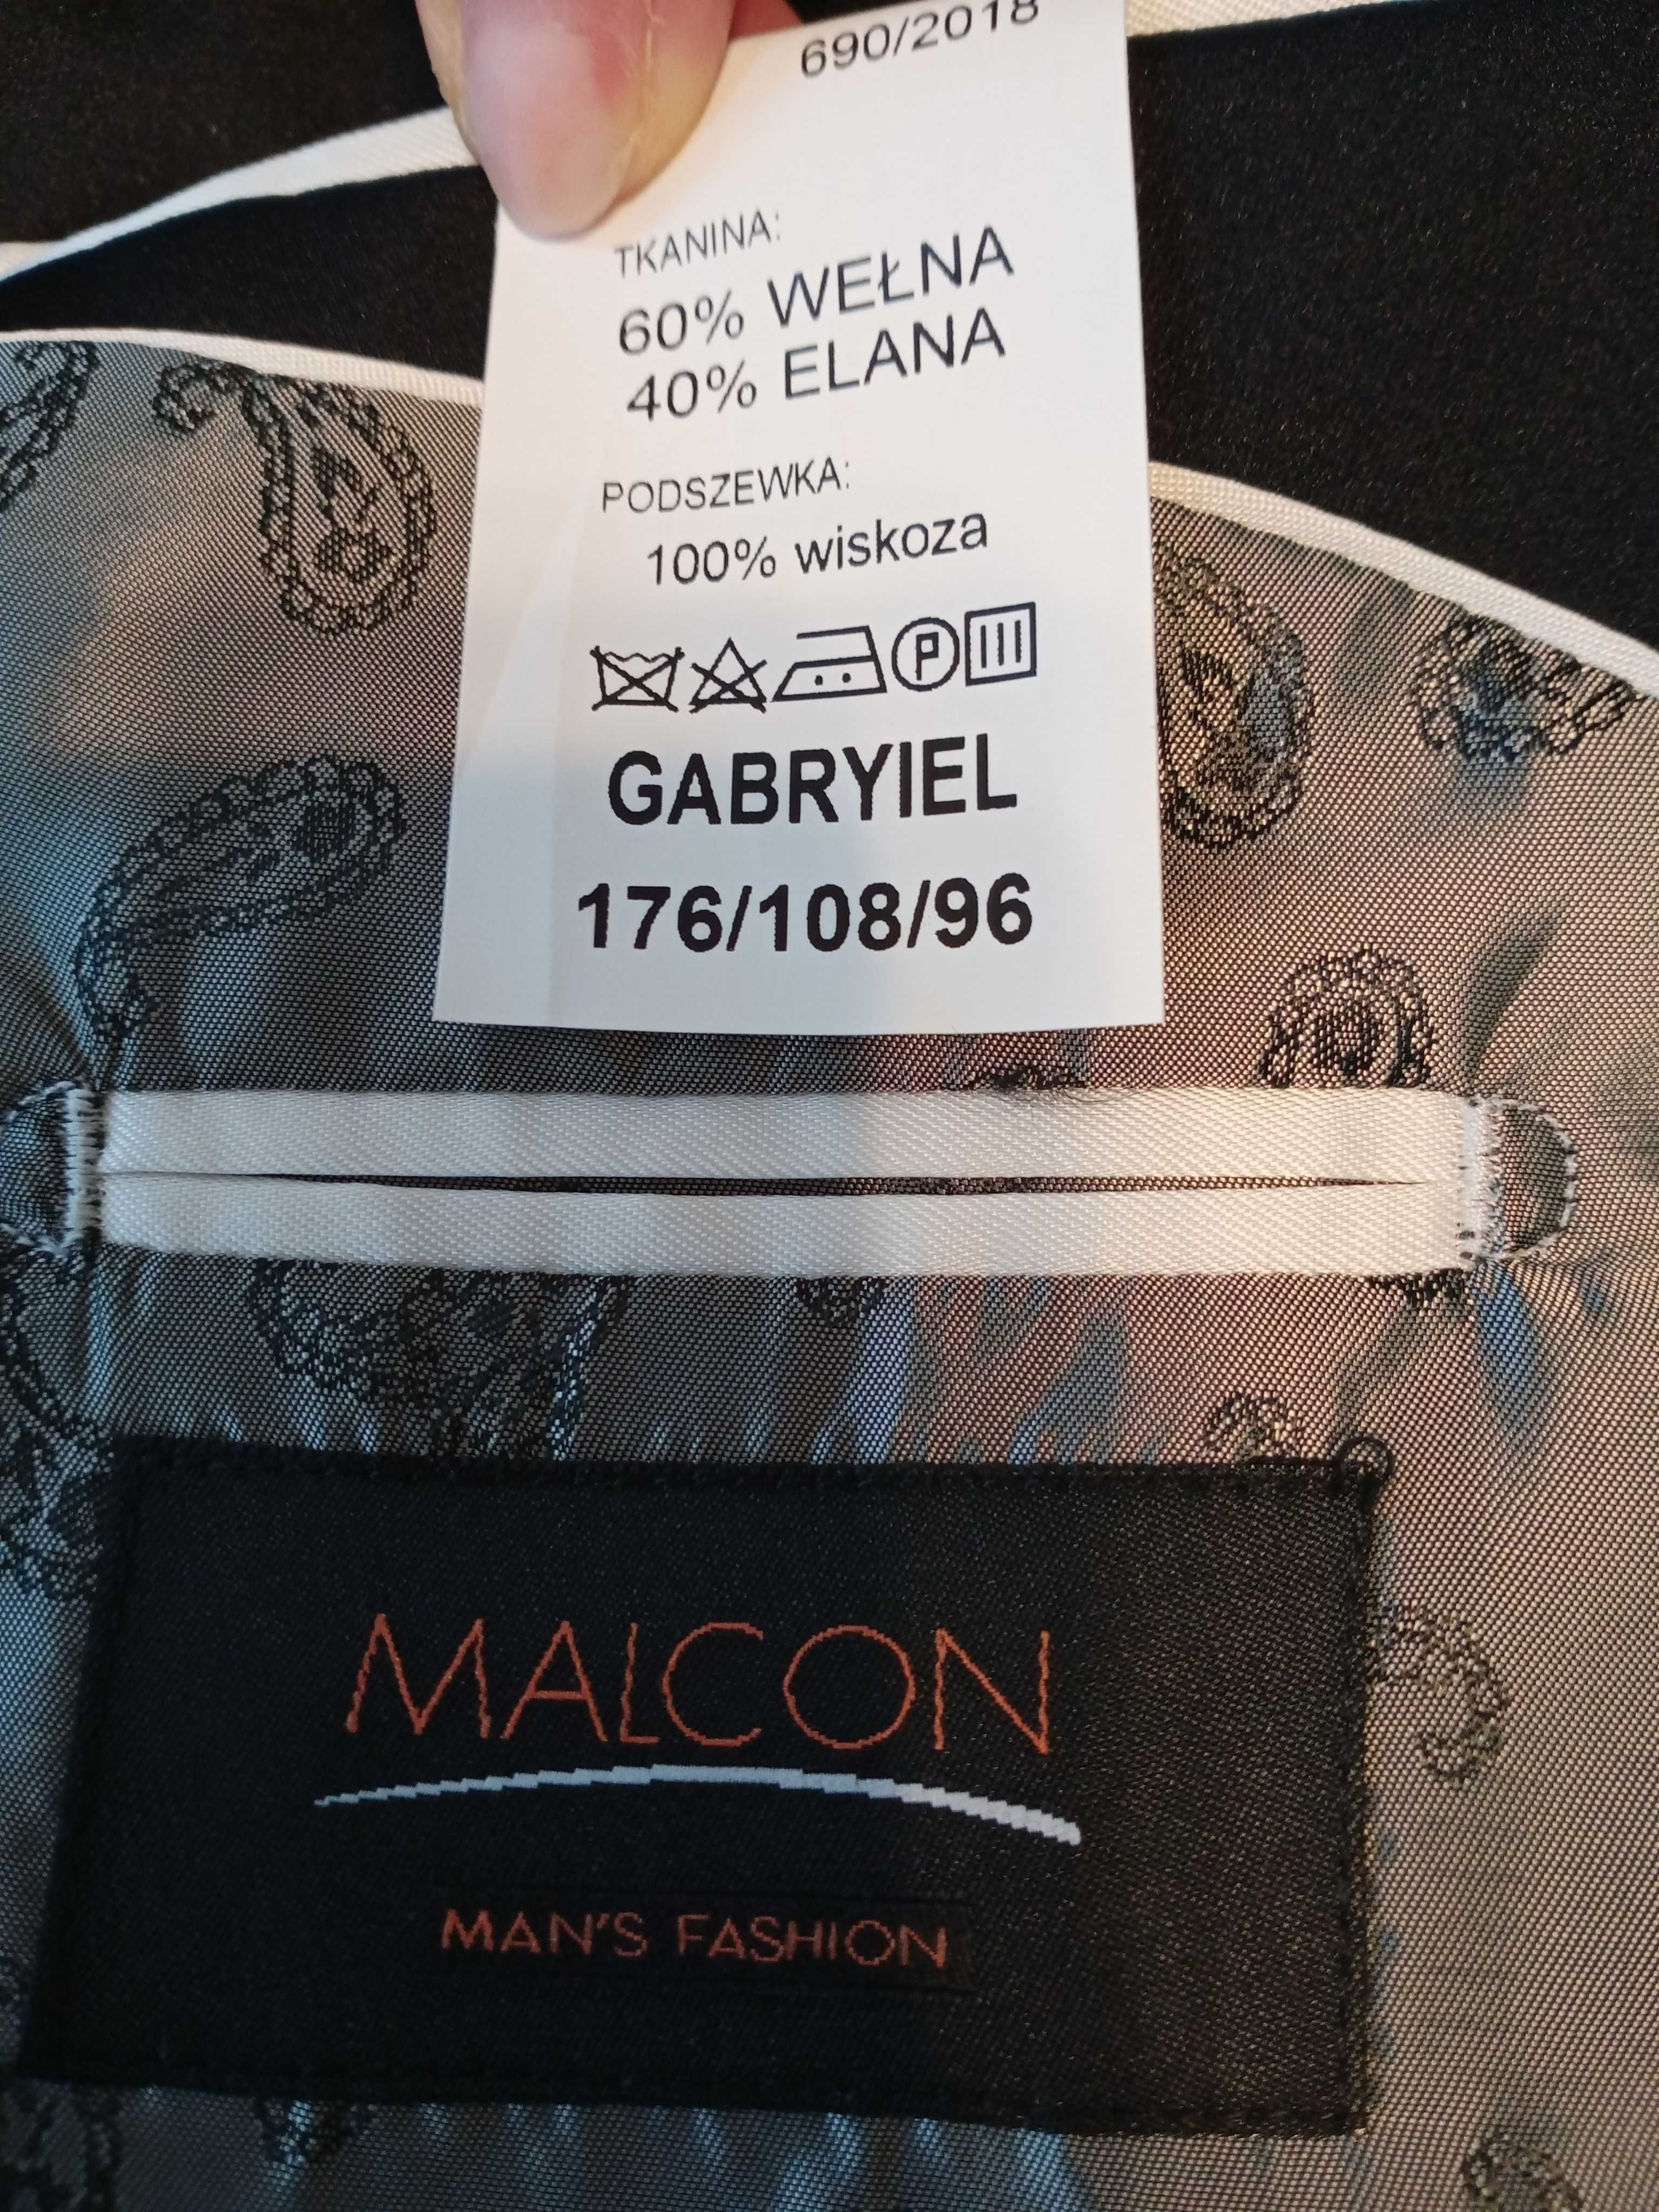 690/2018
TKANINA:
60% WEŁNA
40% ELANA
PODSZEWKA:
100% wiskoza
P
GABRYIEL
176/108/96
MALCON
MAN'S FASHION